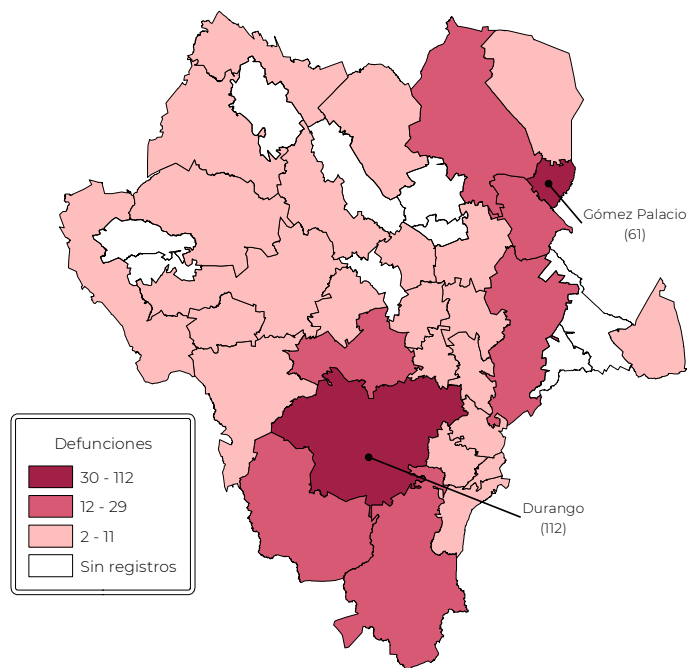 Gómez Palacio
(61)
Defunciones
30 - 112
12 - 29
2 - 11
Sin registros
Durango
(112)